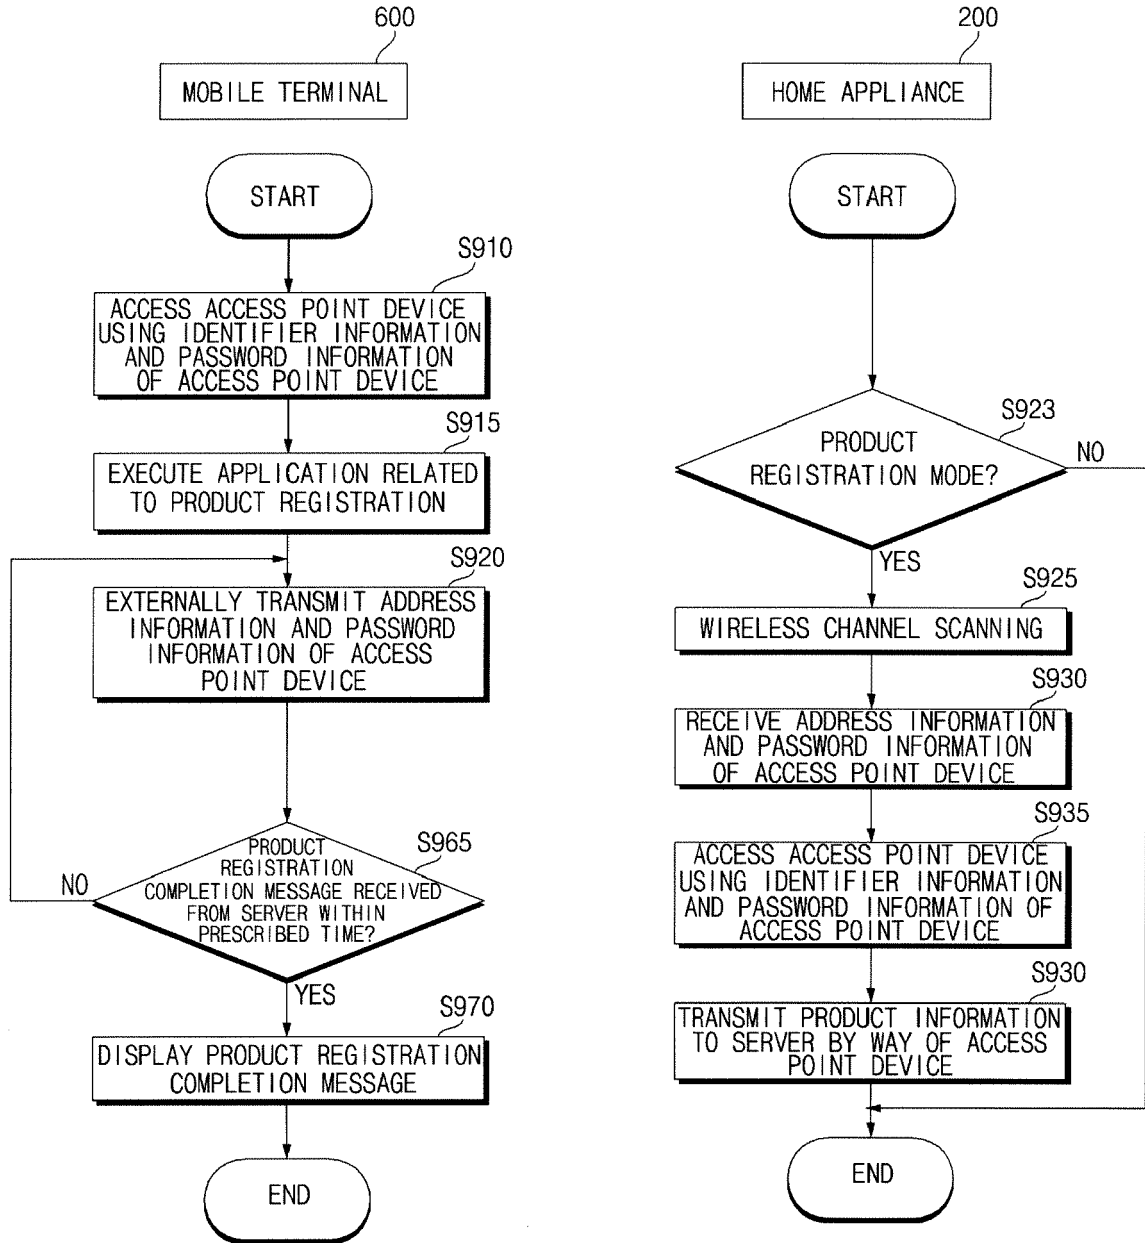 600
MOBILE TERMINAL
START
S910
ACCESS ACCESS POINT DEVICE
USING IDENTIFIER INFORMATION
AND PASSWORD INFORMATION
OF ACCESS POINT DEVICE
S915
EXECUTE APPLICATION RELATED
TO PRODUCT REGISTRATION
S920
EXTERNALLY TRANSMIT ADDRESS
INFORMATION AND PASSWORD
INFORMATION OF ACCESS
POINT DEVICE
S965
PRODUCT
REGISTRATION
COMPLETION MESSAGE RECEIVED
FROM SERVER WITHIN
PRESCRIBED TIME?
NO
YES
S970
DISPLAY PRODUCT REGISTRATION
COMPLETION MESSAGE
END
200
HOME APPLIANCE
START
S923
PRODUCT
REGISTRATION MODE?
NO
YES
S925
WIRELESS CHANNEL SCANNING
S930
RECEIVE ADDRESS INFORMATION
AND PASSWORD INFORMATION
OF ACCESS POINT DEVICE
S935
ACCESS ACCESS POINT DEVICE
USING IDENTIFIER INFORMATION
AND PASSWORD INFORMATION OF
ACCESS POINT DEVICE
S930
TRANSMIT PRODUCT INFORMATION
TO SERVER BY WAY OF ACCESS
POINT DEVICE
END